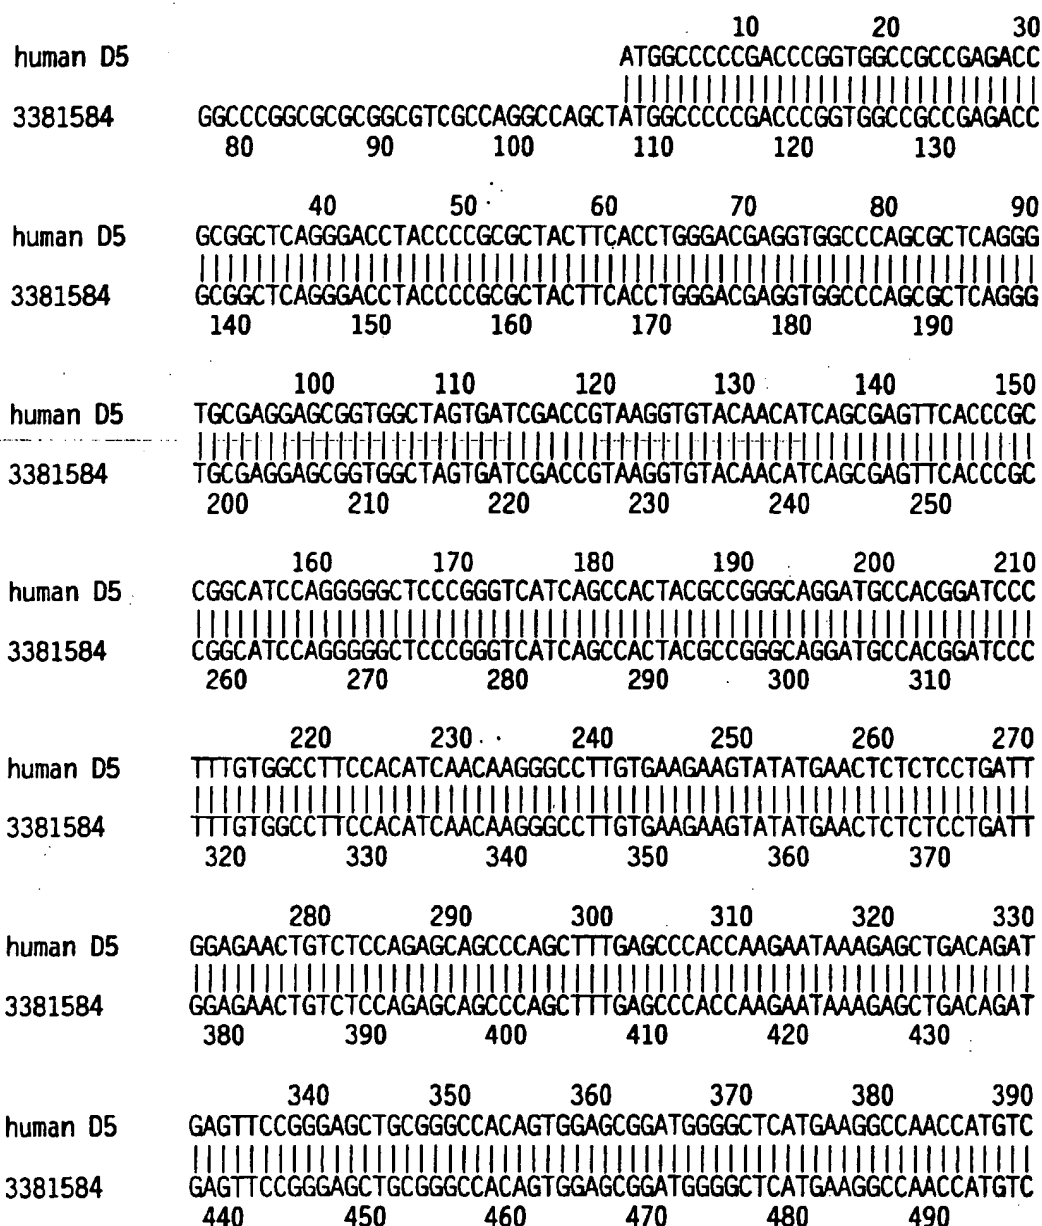 10 20 30
human D5 ATGGCCCCCGACCCGGTGGCCGCCGAGACC
||||||||||||||||||||||||||||||
3381584 GGCCCGGCGCGCGGCGTCGCCAGGCCAGCTATGGCCCCCGACCCGGTGGCCGCCGAGACC
80 90 100 110 120 130
40 50 60 70 80 90
human D5 GCGGCTCAGGGACCTACCCCGCGCTACTTCACCTGGGACGAGGTGGCCCAGCGCTCAGGG
||||||||||||||||||||||||||||||||||||||||||||||||||||||||||||
3381584 GCGGCTCAGGGACCTACCCCGCGCTACTTCACCTGGGACGAGGTGGCCCAGCGCTCAGGG
140 150 160 170 180 190
100 110 120 130 140 150
human D5 TGCGAGGAGCGGTGGCTAGTGATCGACCGTAAGGTGTACAACATCAGCGAGTTCACCCGC
||||||||||||||||||||||||||||||||||||||||||||||||||||||||||||
3381584 TGCGAGGAGCGGTGGCTAGTGATCGACCGTAAGGTGTACAACATCAGCGAGTTCACCCGC
200 210 220 230 240 250
160 170 180 190 200 210
human D5 CGGCATCCAGGGGGCTCCCGGGTCATCAGCCACTACGCCGGGCAGGATGCCACGGATCCC
||||||||||||||||||||||||||||||||||||||||||||||||||||||||||||
3381584 CGGCATCCAGGGGGCTCCCGGGTCATCAGCCACTACGCCGGGCAGGATGCCACGGATCCC
260 270 280 290 300 310
220 230 240 250 260 270
human D5 TTTGTGGCCTTCCACATCAACAAGGGCCTTGTGAAGAAGTATATGAACTCTCTCCTGATT
||||||||||||||||||||||||||||||||||||||||||||||||||||||||||||
3381584 TTTGTGGCCTTCCACATCAACAAGGGCCTTGTGAAGAAGTATATGAACTCTCTCCTGATT
320 330 340 350 360 370
280 290 300 310 320 330
human D5 GGAGAACTGTCTCCAGAGCAGCCCAGCTTTGAGCCCACCAAGAATAAAGAGCTGACAGAT
||||||||||||||||||||||||||||||||||||||||||||||||||||||||||||
3381584 GGAGAACTGTCTCCAGAGCAGCCCAGCTTTGAGCCCACCAAGAATAAAGAGCTGACAGAT
380 390 400 410 420 430
340 350 360 370 380 390
human D5 GAGTTCCGGGAGCTGCGGGCCACAGTGGAGCGGATGGGGCTCATGAAGGCCAACCATGTC
||||||||||||||||||||||||||||||||||||||||||||||||||||||||||||
3381584 GAGTTCCGGGAGCTGCGGGCCACAGTGGAGCGGATGGGGCTCATGAAGGCCAACCATGTC
440 450 460 470 480 490